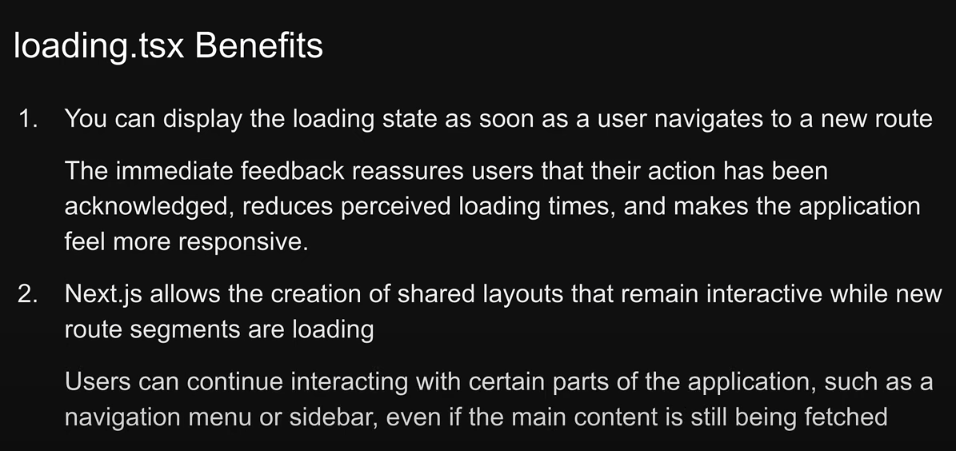 loading.tsx Benefits
1. You can display the loading state as soon as a user navigates to a new route
The immediate feedback reassures users that their action has been
acknowledged, reduces perceived loading times, and makes the application
feel more responsive.
2. Next.js allows the creation of shared layouts that remain interactive while new
route segments are loading
Users can continue interacting with certain parts of the application, such as a
navigation menu or sidebar, even if the main content is still being fetched